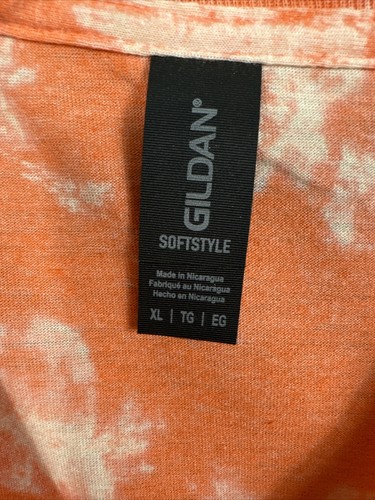 GILDAN®
SOFTSTYLE
Made in Nicaragua
Fabriqué au Nicaragua
Hecho en Nicaragua
XL | TG | EG